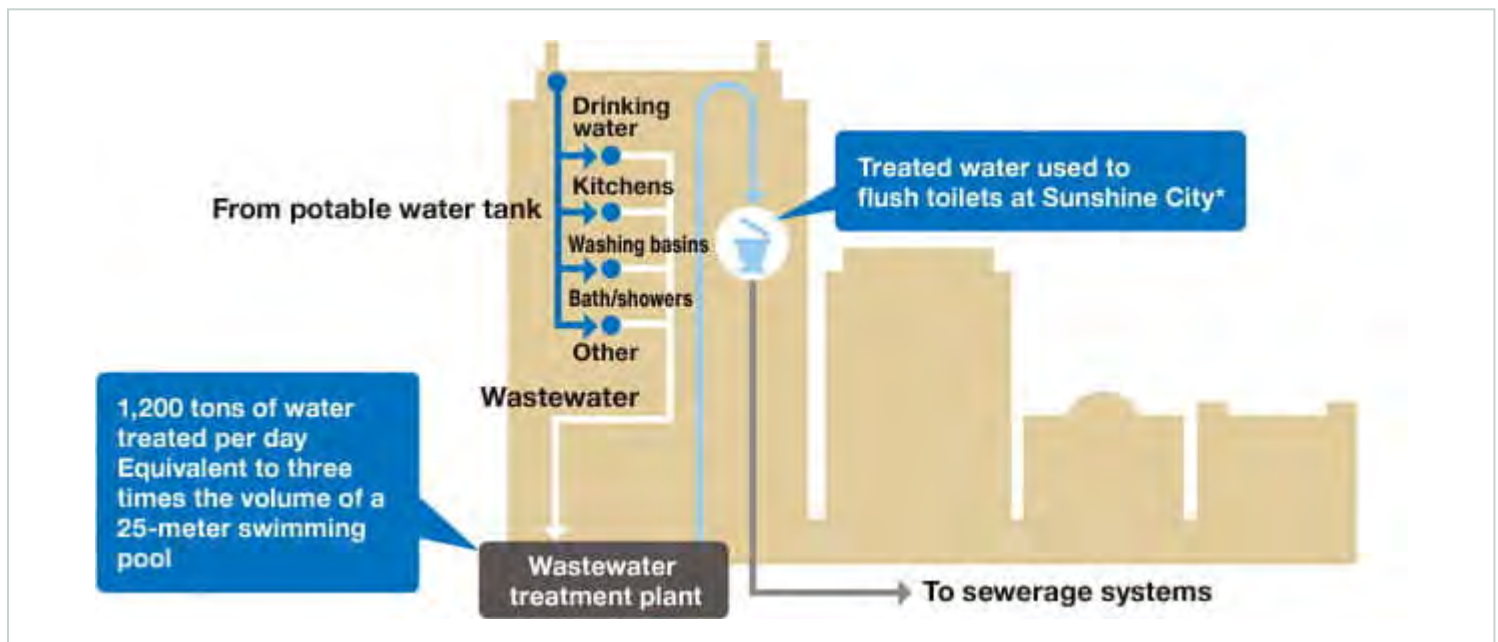 Drinking
water
Kitchens
From potable water tank
Washing basins
Bath/showers
Other
Wastewater
Treated water used to
flush toilets at Sunshine City*
1,200 tons of water
treated per day
Equivalent to three
times the volume of a
25-meter swimming
pool
Wastewater
treatment plant
To sewerage systems